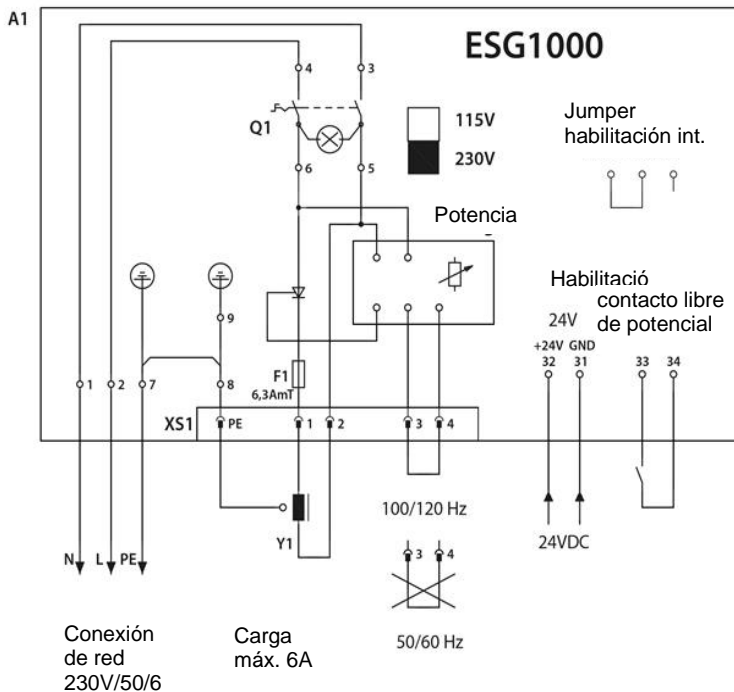 A1
ESG1000
4
3
Q1
6
5
115V
230V
Jumper
habilitación int.
Potencia
Habilitació
contacto libre
de potencial
24V
+24V GND
32 31 33 34
9
1 2 7 8
F1
6,3AmT
XS1
PE 1 2 3 4
Y1
100/120 Hz
24VDC
N L PE
3 4
50/60 Hz
Conexión
de red
230V/50/6
Carga
máx. 6A